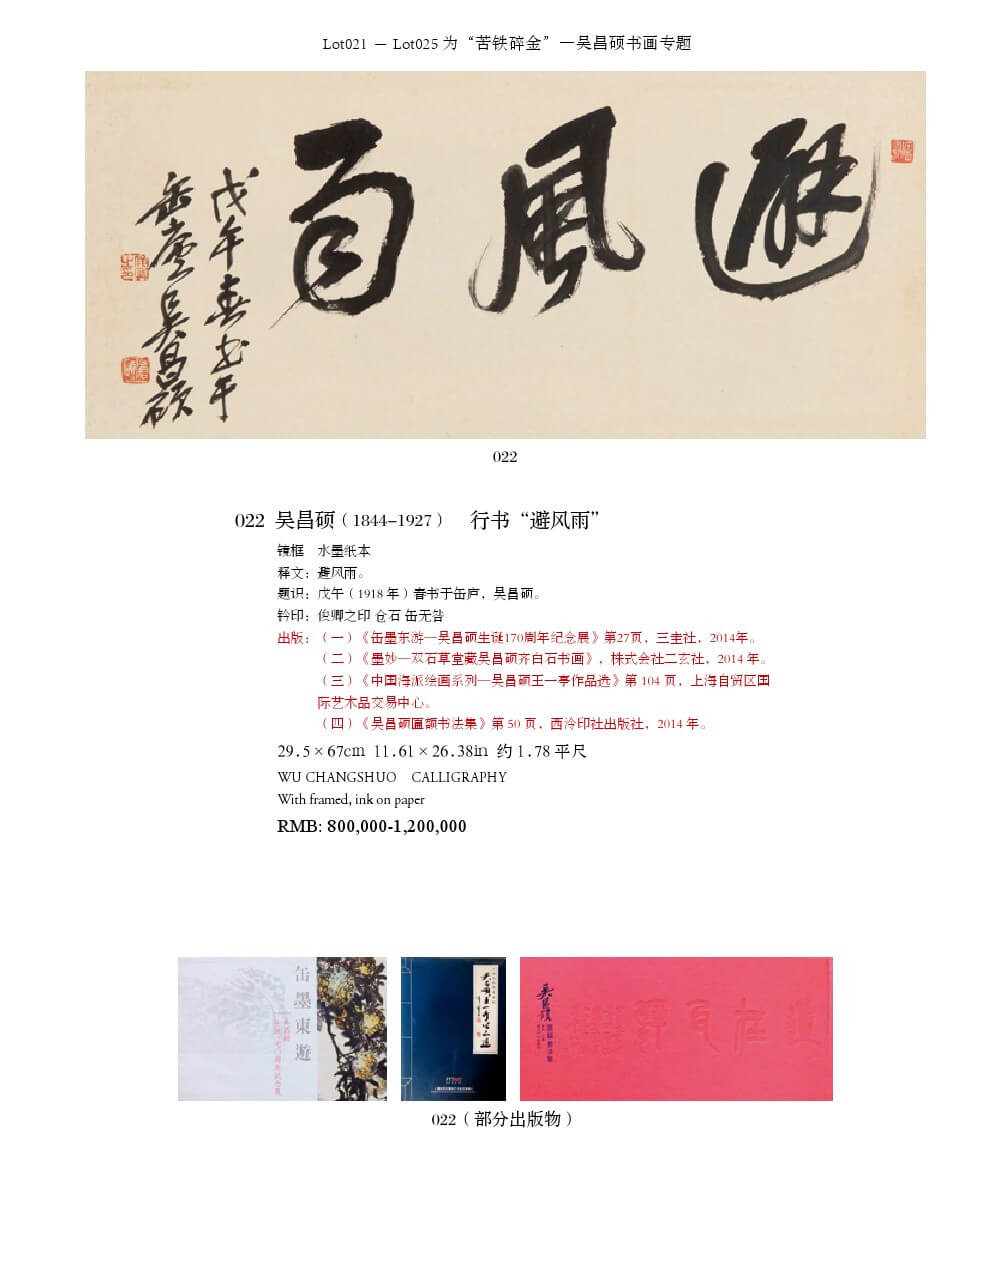 Lot021 — Lot025 为“苦铁碎金”—吴昌硕书画专题
避風雨
戊午春書于
缶廬吳昌碩
022
022 吴昌硕（1844–1927） 行书“避风雨”
镜框 水墨纸本
释文：避风雨。
题识：戊午（1918 年）春书于缶庐，吴昌硕。
钤印：俊卿之印 仓石 缶无咎
出版：（一）《缶墨东游—吴昌硕生诞170周年纪念展》第27页，三圭社，2014年。
（二）《墨妙—双石草堂藏吴昌硕齐白石书画》，株式会社二玄社，2014 年。
（三）《中国海派绘画系列—吴昌硕王一亭作品选》第 104 页，上海自贸区国
际艺术品交易中心。
（四）《吴昌硕匾额书法集》第 50 页，西泠印社出版社，2014 年。
29.5×67cm 11.61×26.38in 约 1.78 平尺
WU CHANGSHUO CALLIGRAPHY
With framed, ink on paper
RMB: 800,000-1,200,000
缶墨東遊
022（部分出版物）